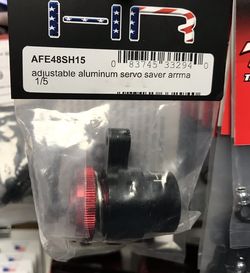 HR
AFE48SH15
0 83745 33294 0
adjustable aluminum servo saver arrma
1/5